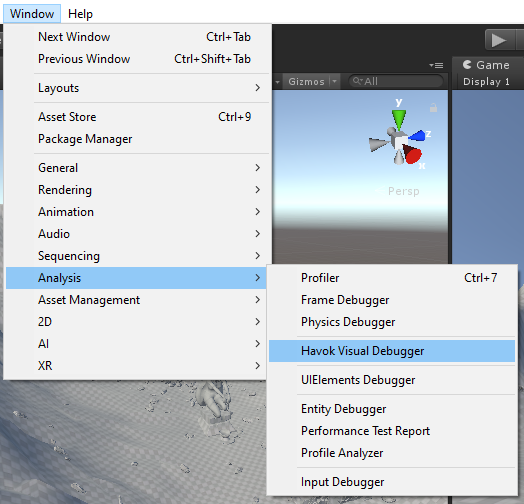 Window Help
Next Window Ctrl+Tab
Previous Window Ctrl+Shift+Tab
Layouts
Asset Store Ctrl+9
Package Manager
General
Rendering
Animation
Audio
Sequencing
Analysis
Asset Management
2D
AI
XR
Profiler Ctrl+7
Frame Debugger
Physics Debugger
Havok Visual Debugger
UIElements Debugger
Entity Debugger
Performance Test Report
Profile Analyzer
Input Debugger
Gizmos All
Game
Display 1
y
z
x
Persp